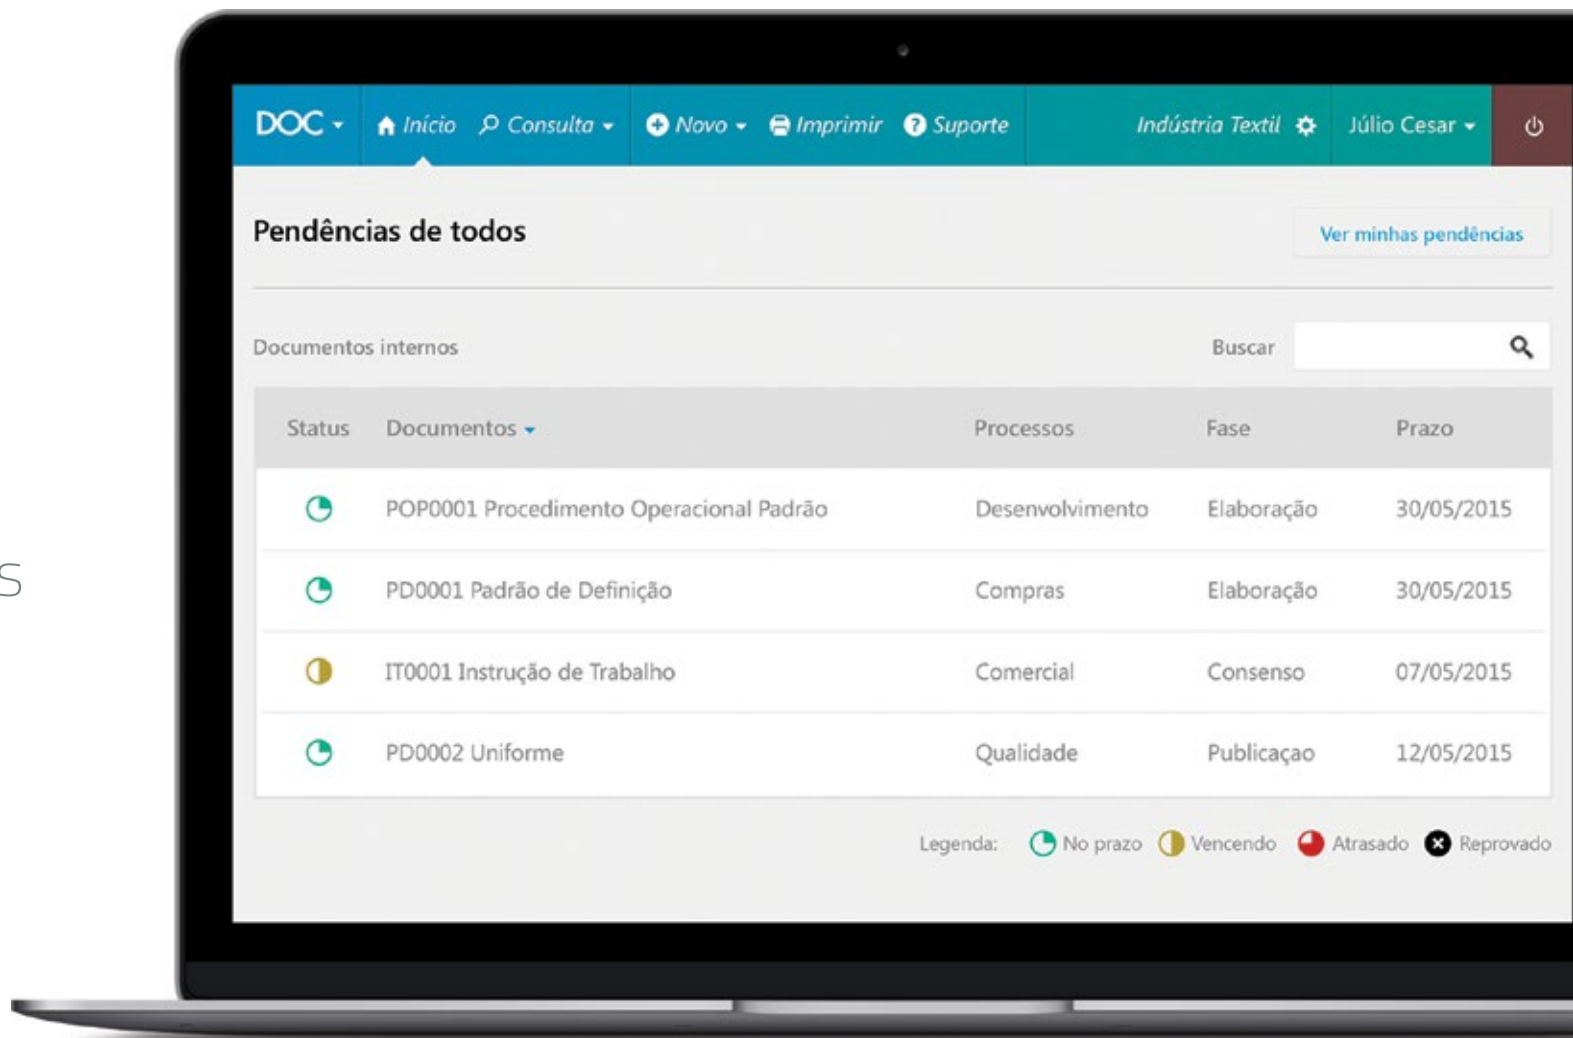 DOC Início Consulta Novo Imprimir Suporte Indústria Textil Júlio Cesar
Pendências de todos Ver minhas pendências
Documentos internos Buscar
Status Documentos Processos Fase Prazo
POP0001 Procedimento Operacional Padrão Desenvolvimento Elaboração 30/05/2015
PD0001 Padrão de Definição Compras Elaboração 30/05/2015
IT0001 Instrução de Trabalho Comercial Consenso 07/05/2015
PD0002 Uniforme Qualidade Publicaçao 12/05/2015
Legenda: No prazo Vencendo Atrasado Reprovado
s